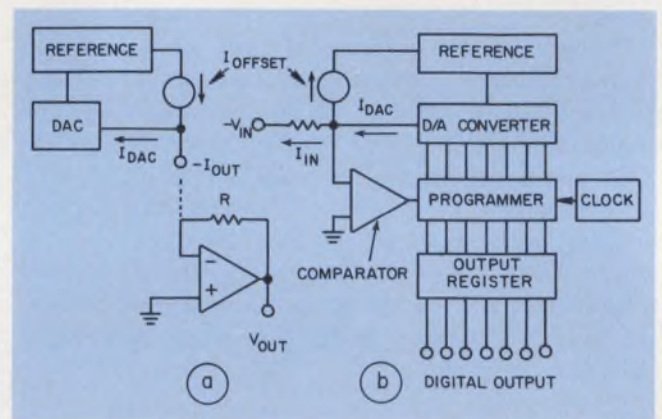 REFERENCE
I OFFSET
REFERENCE
DAC
I DAC
-V IN
I IN
I DAC
D/A CONVERTER
-I OUT
R
PROGRAMMER
CLOCK
-
+
COMPARATOR
OUTPUT
REGISTER
V OUT
a
b
DIGITAL OUTPUT